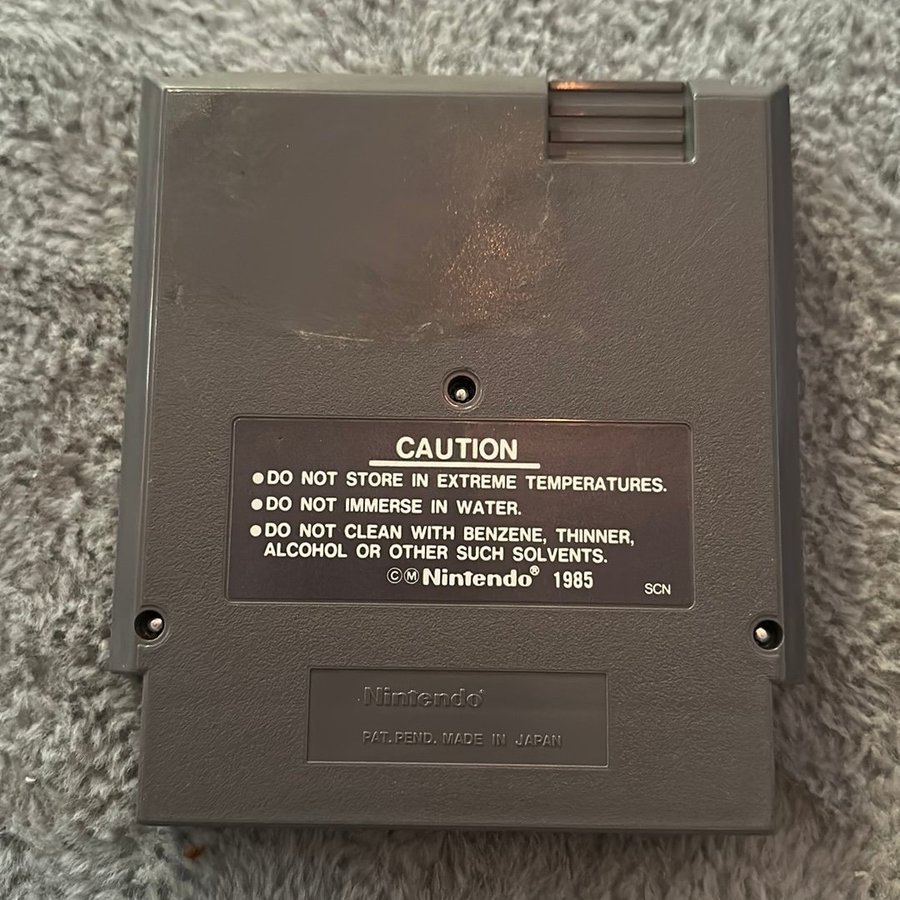 CAUTION
●DO NOT STORE IN EXTREME TEMPERATURES.
●DO NOT IMMERSE IN WATER.
●DO NOT CLEAN WITH BENZENE, THINNER,
ALCOHOL OR OTHER SUCH SOLVENTS.
©Ⓜ Nintendo® 1985
SCN
Nintendo®
PAT. PEND. MADE IN JAPAN